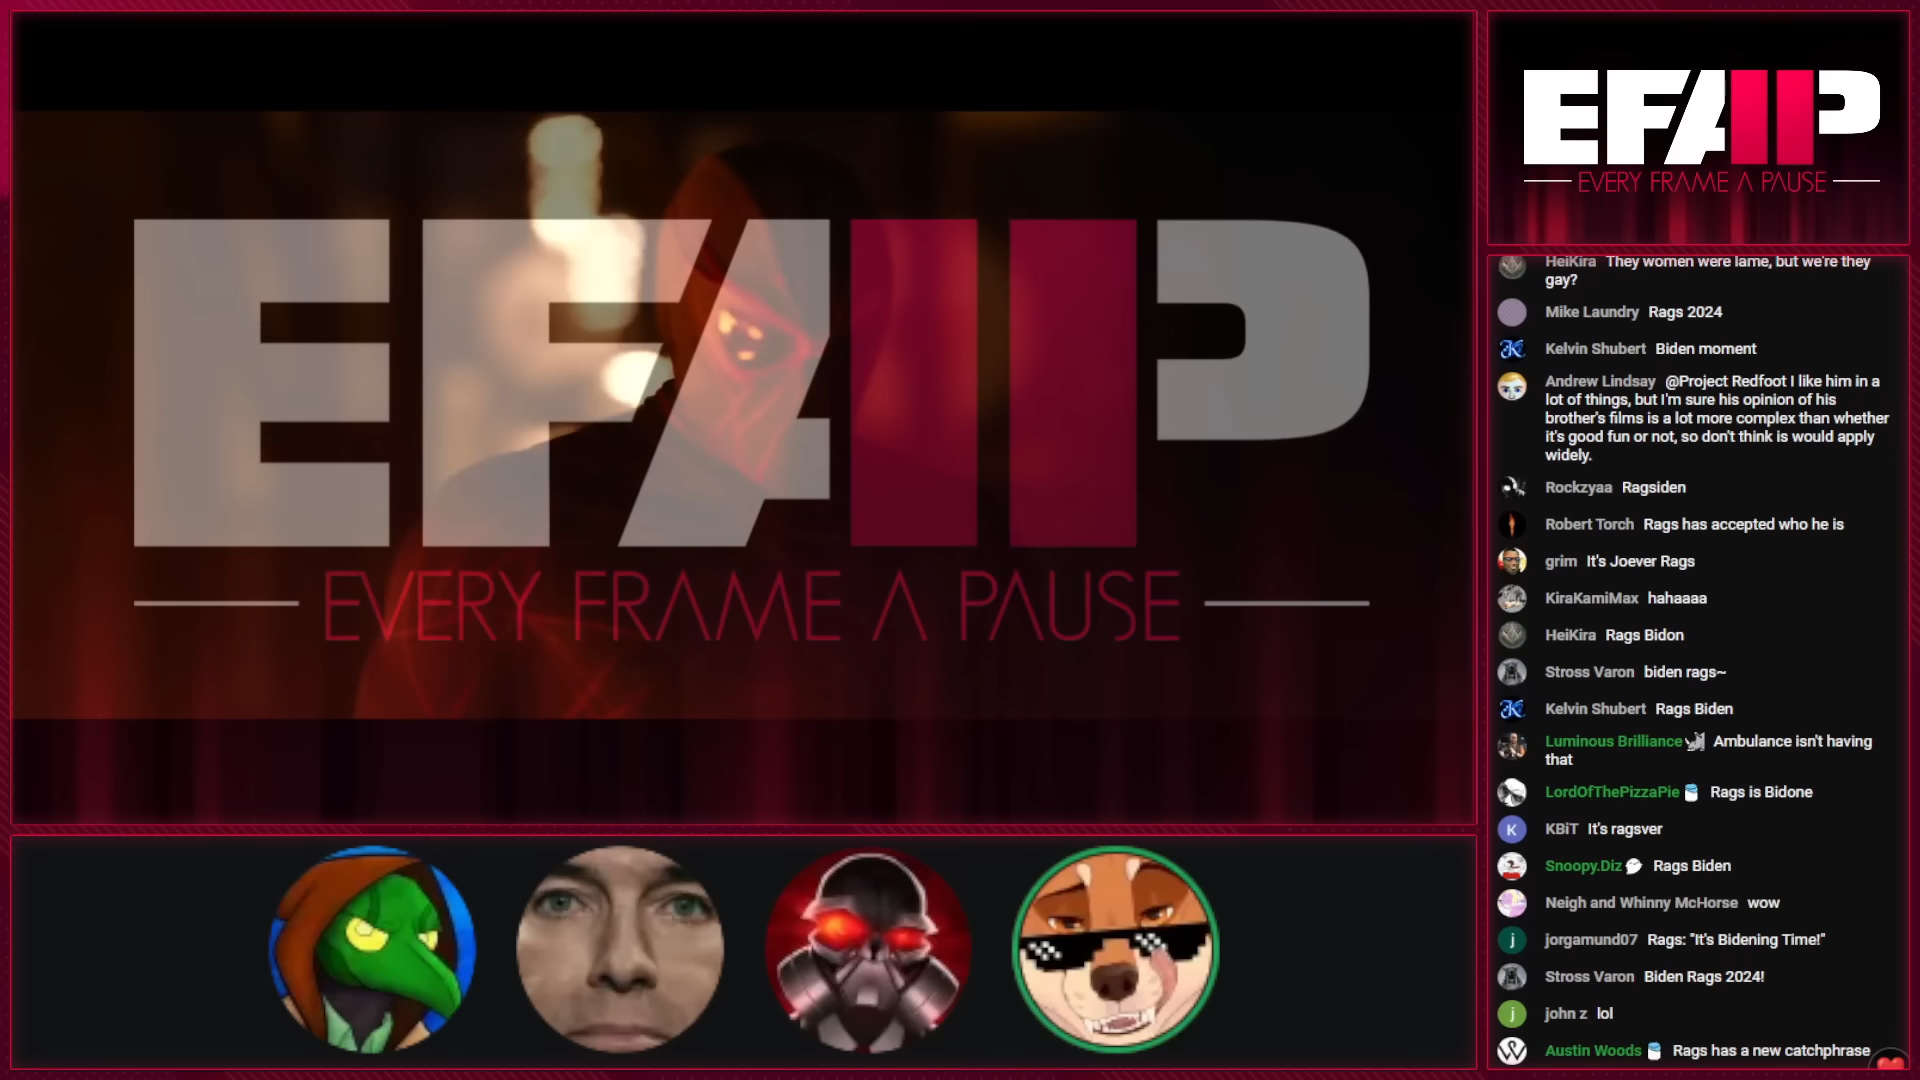 EFAP
EVERY FRAME A PAUSE
EFAP
EVERY FRAME A PAUSE
HeiKira They women were lame, but we're they
gay?
Mike Laundry Rags 2024
Kelvin Shubert Biden moment
Andrew Lindsay @Project Redfoot I like him in a
lot of things, but I'm sure his opinion of his
brother's films is a lot more complex than whether
it's good fun or not, so don't think is would apply
widely.
Rockzyaa Ragsiden
Robert Torch Rags has accepted who he is
grim It's Joever Rags
KiraKamiMax hahaaaa
HeiKira Rags Bidon
Stross Varon biden rags~
Kelvin Shubert Rags Biden
Luminous Brilliance Ambulance isn't having
that
LordOfThePizzaPie Rags is Bidone
K KBiT It's ragsver
Snoopy.Diz Rags Biden
Neigh and Whinny McHorse wow
j jorgamund07 Rags: "It's Bidening Time!"
Stross Varon Biden Rags 2024!
j john z lol
Austin Woods Rags has a new catchphrase